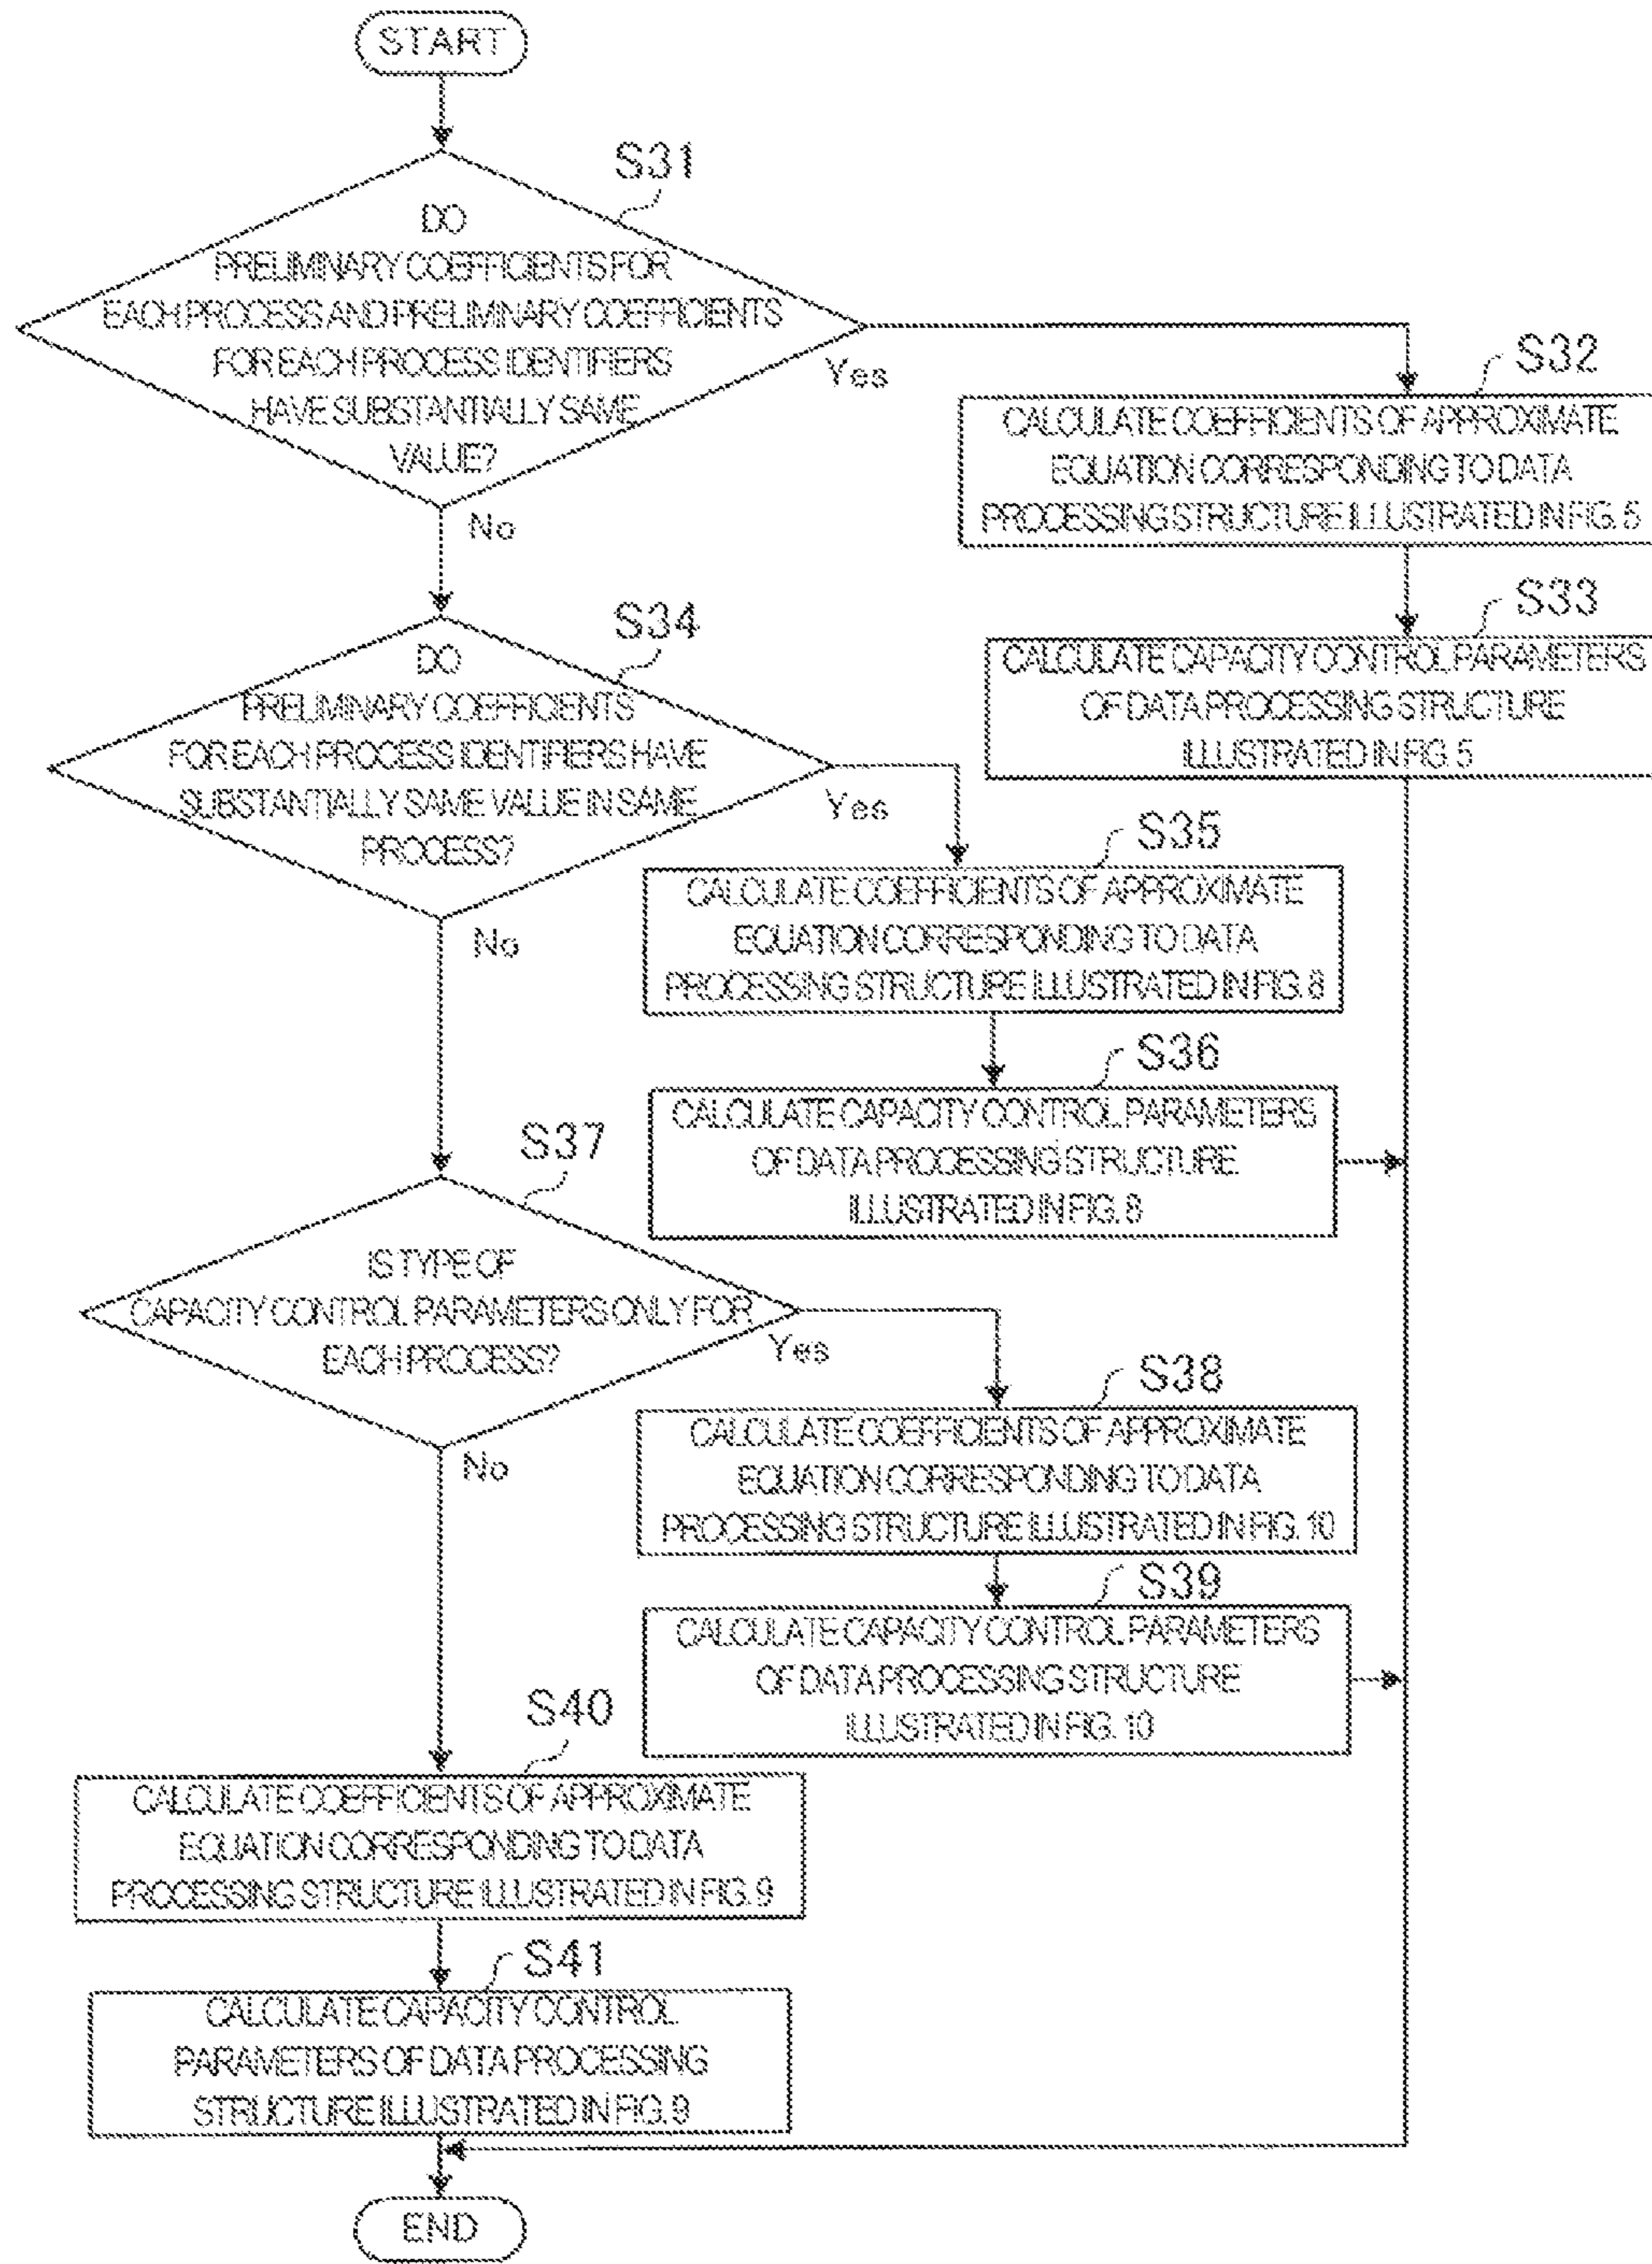 START
S31
DO
PRELIMINARY COEFFICIENTS FOR
EACH PROCESS AND PRELIMINARY COEFFICIENTS
FOR EACH PROCESS IDENTIFIERS
HAVE SUBSTANTIALLY SAME
VALUE?
Yes
No
S32
CALCULATE COEFFICIENTS OF APPROXIMATE
EQUATION CORRESPONDING TO DATA
PROCESSING STRUCTURE ILLUSTRATED IN FIG. 5
S33
CALCULATE CAPACITY CONTROL PARAMETERS
OF DATA PROCESSING STRUCTURE
ILLUSTRATED IN FIG. 5
S34
DO
PRELIMINARY COEFFICIENTS
FOR EACH PROCESS IDENTIFIERS HAVE
SUBSTANTIALLY SAME VALUE IN SAME
PROCESS?
Yes
No
S35
CALCULATE COEFFICIENTS OF APPROXIMATE
EQUATION CORRESPONDING TO DATA
PROCESSING STRUCTURE ILLUSTRATED IN FIG. 8
S36
CALCULATE CAPACITY CONTROL PARAMETERS
OF DATA PROCESSING STRUCTURE
ILLUSTRATED IN FIG. 8
S37
IS TYPE OF
CAPACITY CONTROL PARAMETERS ONLY FOR
EACH PROCESS?
Yes
No
S38
CALCULATE COEFFICIENTS OF APPROXIMATE
EQUATION CORRESPONDING TO DATA
PROCESSING STRUCTURE ILLUSTRATED IN FIG. 10
S39
CALCULATE CAPACITY CONTROL PARAMETERS
OF DATA PROCESSING STRUCTURE
ILLUSTRATED IN FIG. 10
S40
CALCULATE COEFFICIENTS OF APPROXIMATE
EQUATION CORRESPONDING TO DATA
PROCESSING STRUCTURE ILLUSTRATED IN FIG. 9
S41
CALCULATE CAPACITY CONTROL
PARAMETERS OF DATA PROCESSING
STRUCTURE ILLUSTRATED IN FIG. 9
END